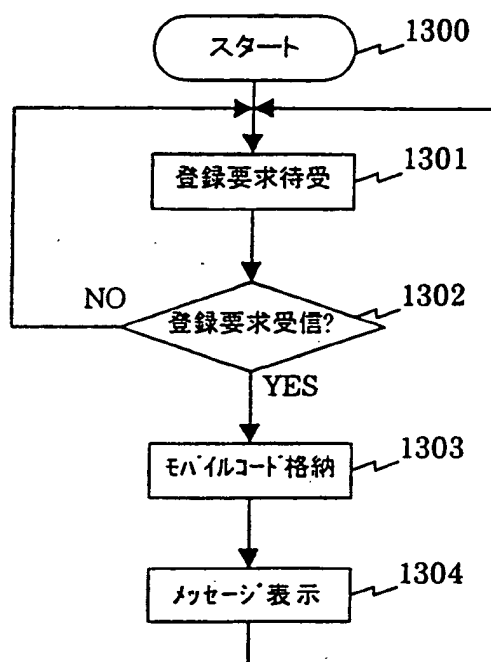 スタート
1300
登録要求待受
1301
登録要求受信?
1302
NO
YES
モバイルコード格納
1303
メッセージ表示
1304